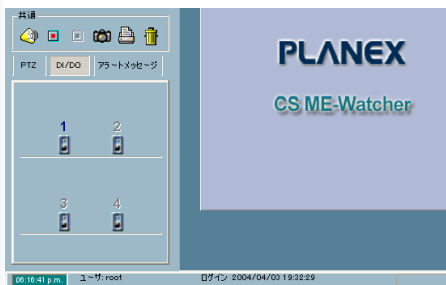 共通
PTZ DI/DO アラートメッセージ
PLANEX
CS ME-Watcher
1 2
3 4
06:16:41 p.m. ユーザ: root ログイン 2004/04/03 19:32:29